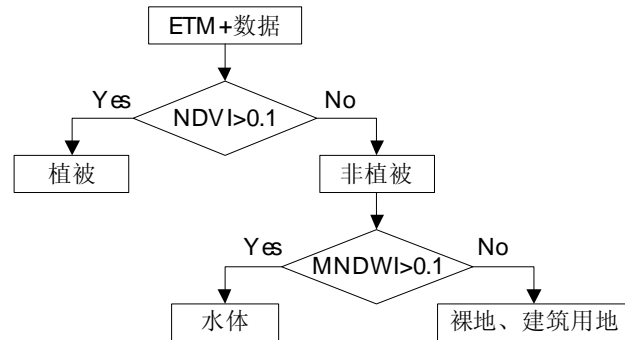 ETM+数据
Yes
No
NDVI>0.1
植被
非植被
Yes
No
MNDWI>0.1
水体
裸地、建筑用地